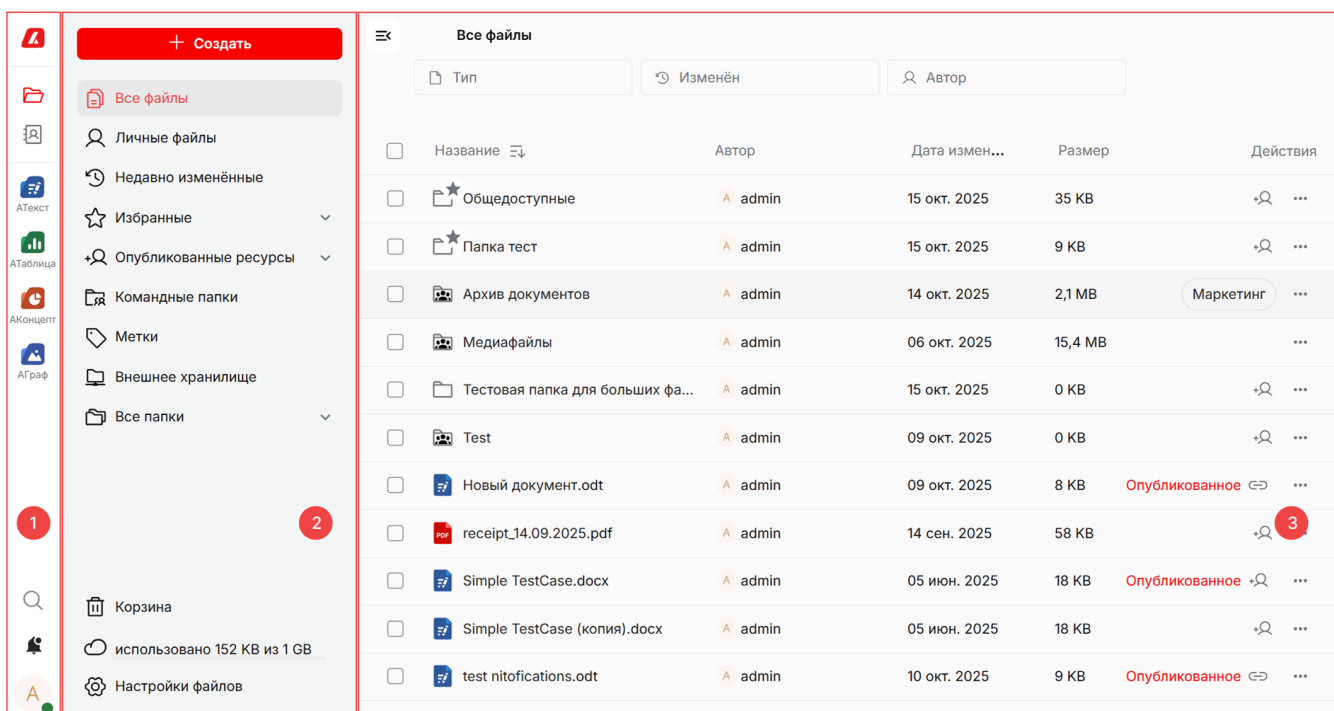 АТекст
АТаблица
АКонцепт
АГраф
1
A
Создать
Все файлы
Личные файлы
Недавно изменённые
Избранные
Опубликованные ресурсы
Командные папки
Метки
Внешнее хранилище
Все папки
2
Корзина
использовано 152 KB из 1 GB
Настройки файлов
Все файлы
Тип Изменён Автор
Название Автор Дата измен... Размер Действия
Общедоступные A admin 15 окт. 2025 35 KB
Папка тест A admin 15 окт. 2025 9 KB
Архив документов A admin 14 окт. 2025 2,1 MB Маркетинг
Медиафайлы A admin 06 окт. 2025 15,4 MB
Тестовая папка для больших фа... A admin 15 окт. 2025 0 KB
Test A admin 09 окт. 2025 0 KB
Новый документ.odt A admin 09 окт. 2025 8 KB Опубликованное
PDF receipt_14.09.2025.pdf A admin 14 сен. 2025 58 KB 3
Simple TestCase.docx A admin 05 июн. 2025 18 KB Опубликованное
Simple TestCase (копия).docx A admin 05 июн. 2025 18 KB
test nitofications.odt A admin 10 окт. 2025 9 KB Опубликованное